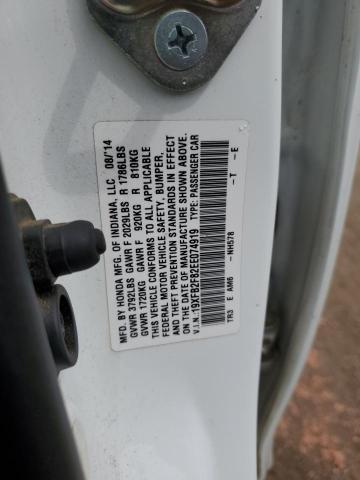 MFD. BY HONDA MFG. OF INDIANA, LLC 08/'14
GVWR 3792LBS GAWR F 2029LBS R 1786LBS
GVWR 1720KG GAWR F 920KG R 810KG
THIS VEHICLE CONFORMS TO ALL APPLICABLE
FEDERAL MOTOR VEHICLE SAFETY, BUMPER,
AND THEFT PREVENTION STANDARDS IN EFFECT
ON THE DATE OF MANUFACTURE SHOWN ABOVE.
V.I.N.:19XFB2F82EE074919 TYPE: PASSENGER CAR
TR3 E AM6 - NH578 - T - E